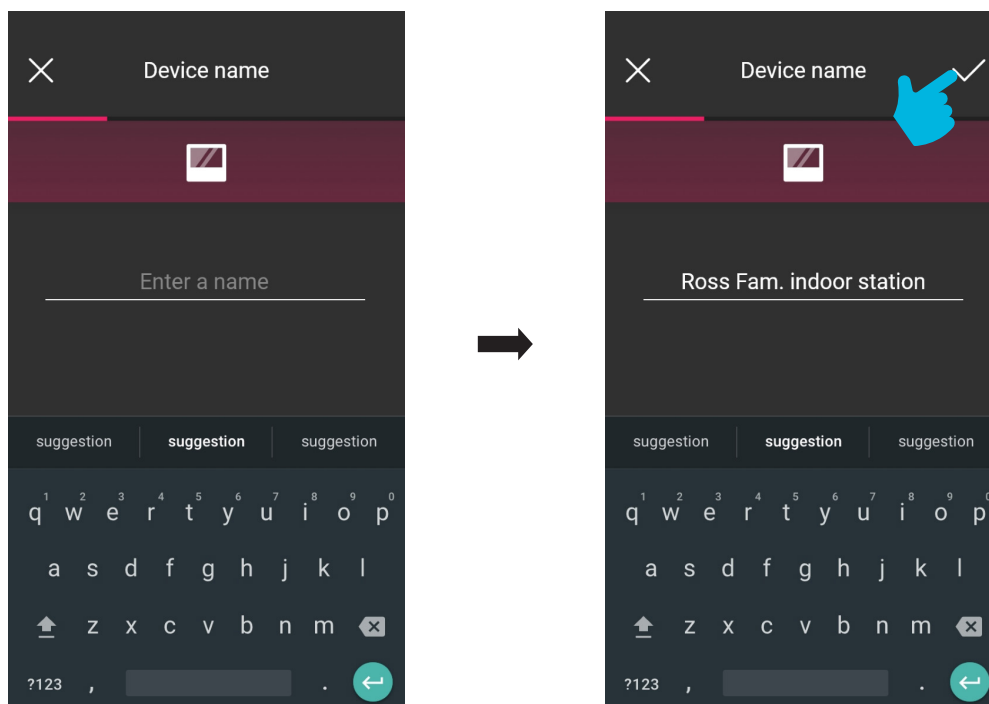 Device name
Enter a name
suggestion suggestion suggestion
1 2 3 4 5 6 7 8 9 0
q w e r t y u i o p
a s d f g h j k l
z x c v b n m
?123 , .
Device name
Ross Fam. indoor station
suggestion suggestion suggestion
1 2 3 4 5 6 7 8 9 0
q w e r t y u i o p
a s d f g h j k l
z x c v b n m
?123 , .